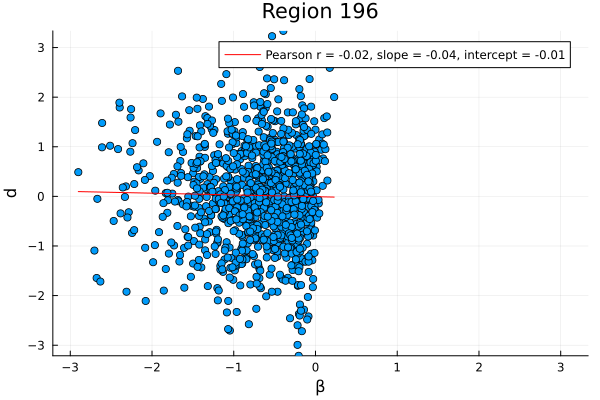 Region 196
Pearson r = -0.02, slope = -0.04, intercept = -0.01
d
3
2
1
0
−1
−2
−3
−3 −2 −1 0 1 2 3
β